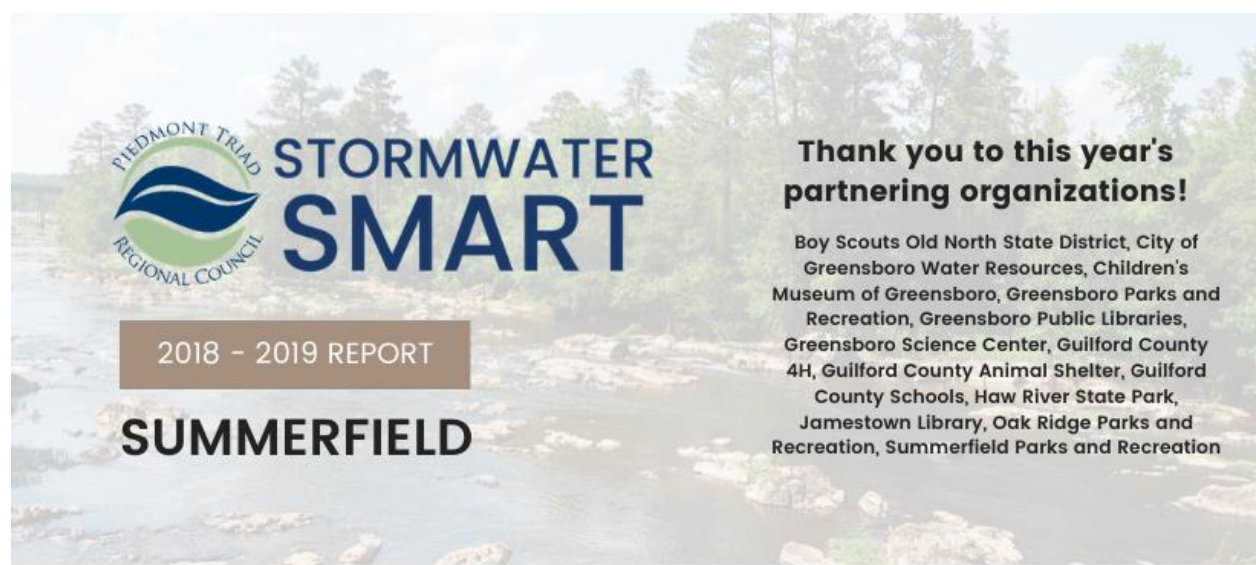 PIEDMONT TRIAD
REGIONAL COUNCIL
STORMWATER
SMART
2018 - 2019 REPORT
SUMMERFIELD
Thank you to this year's
partnering organizations!
Boy Scouts Old North State District, City of
Greensboro Water Resources, Children's
Museum of Greensboro, Greensboro Parks and
Recreation, Greensboro Public Libraries,
Greensboro Science Center, Guilford County
4H, Guilford County Animal Shelter, Guilford
County Schools, Haw River State Park,
Jamestown Library, Oak Ridge Parks and
Recreation, Summerfield Parks and Recreation